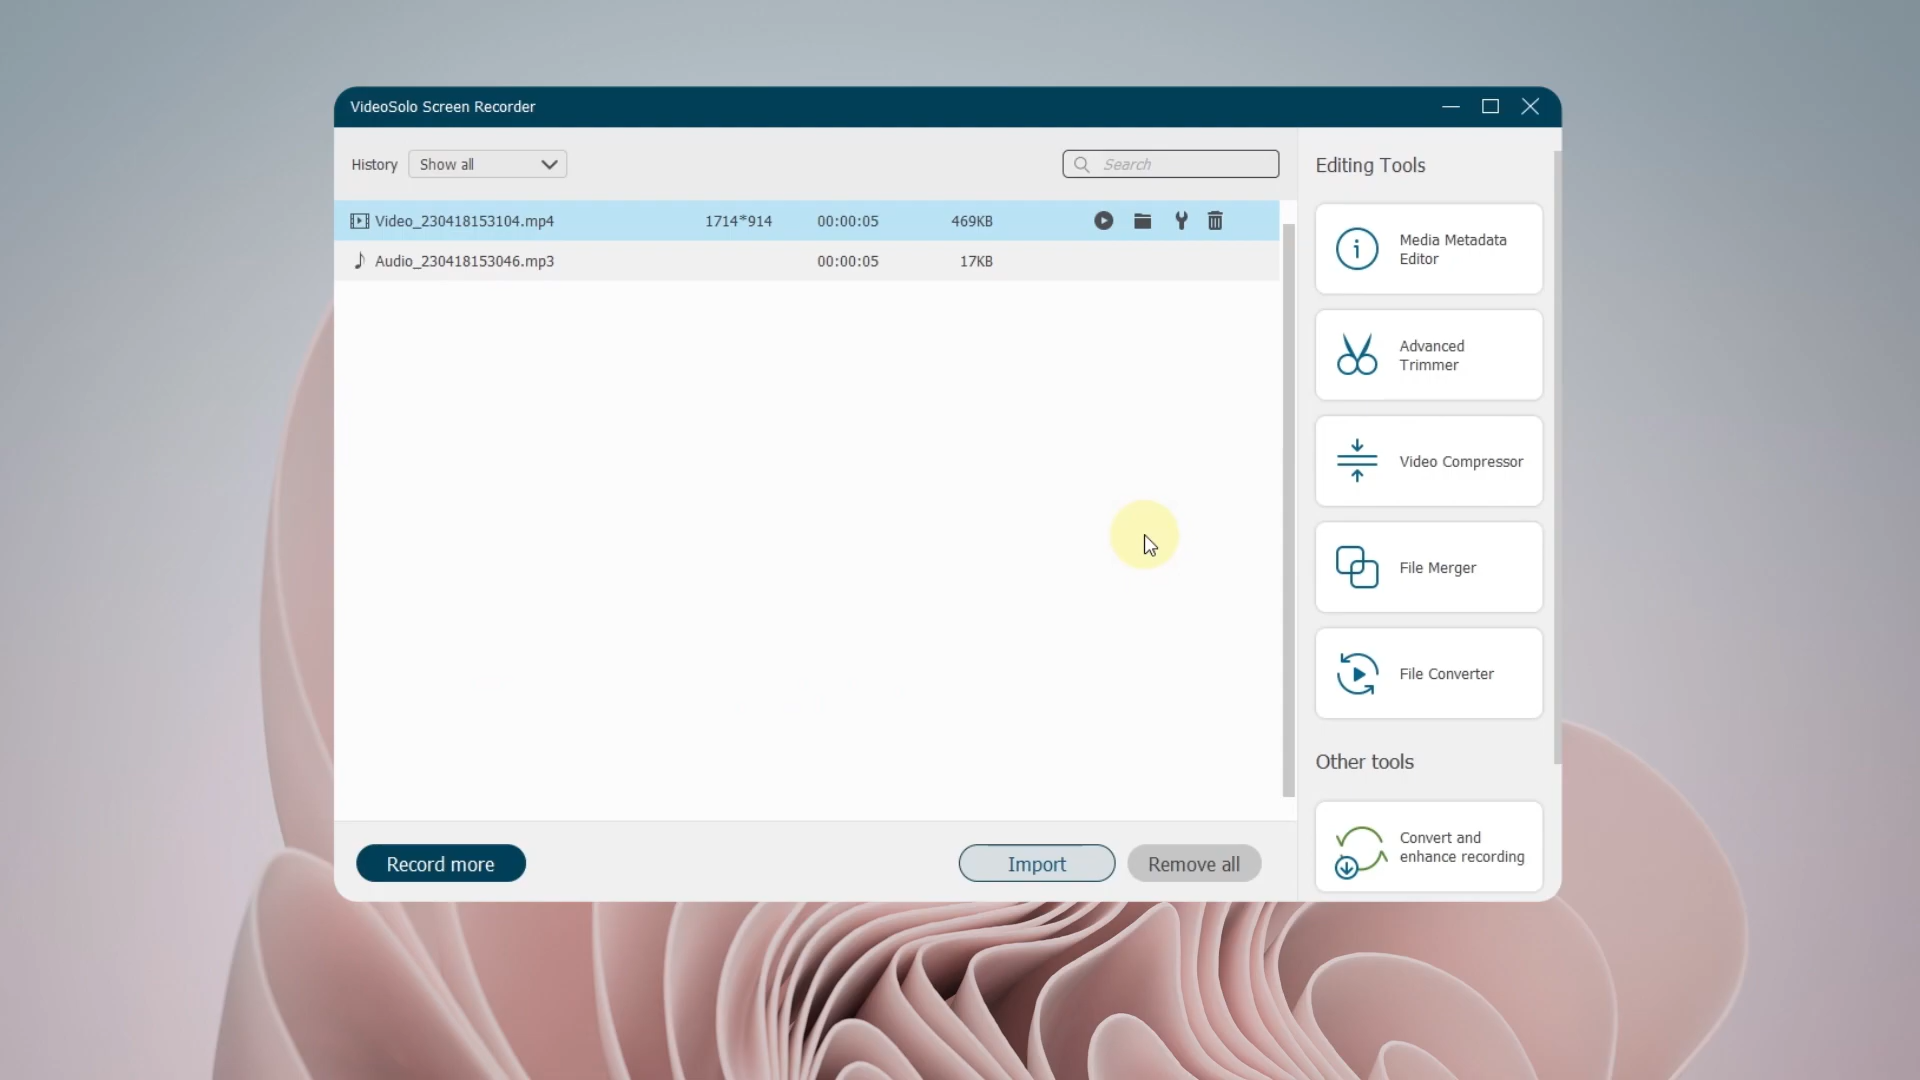 VideoSolo Screen Recorder
History
Show all
Search
Video_230418153104.mp4 1714*914 00:00:05 469KB
Audio_230418153046.mp3 00:00:05 17KB
Record more
Import
Remove all
Editing Tools
Media Metadata
Editor
Advanced
Trimmer
Video Compressor
File Merger
File Converter
Other tools
Convert and
enhance recording